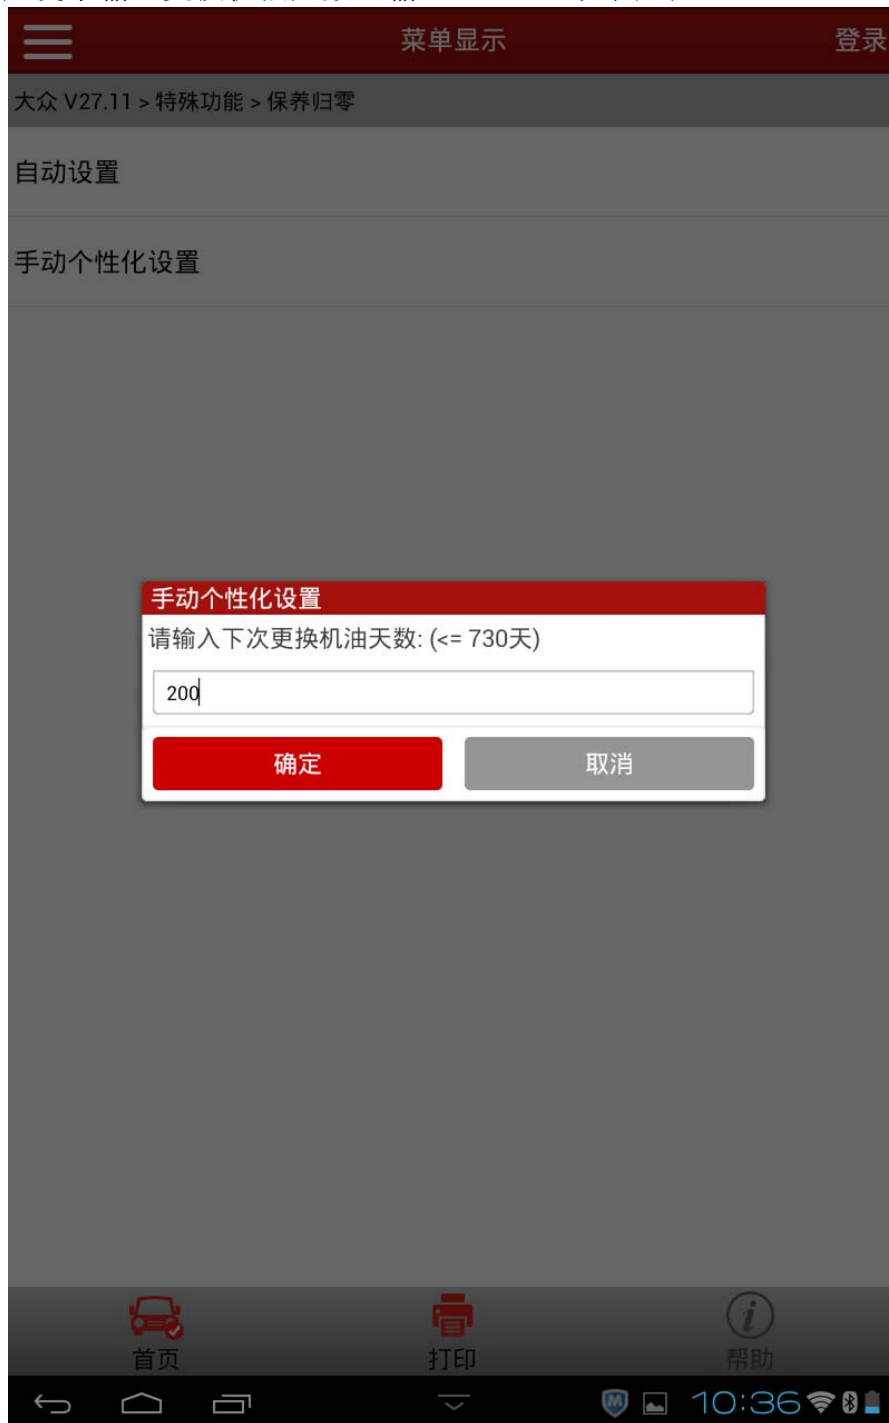 菜单显示
登录
大众 V27.11 > 特殊功能 > 保养归零
自动设置
手动个性化设置
手动个性化设置
请输入下次更换机油天数: (<= 730天)
200
确定
取消
首页
打印
帮助
10:36